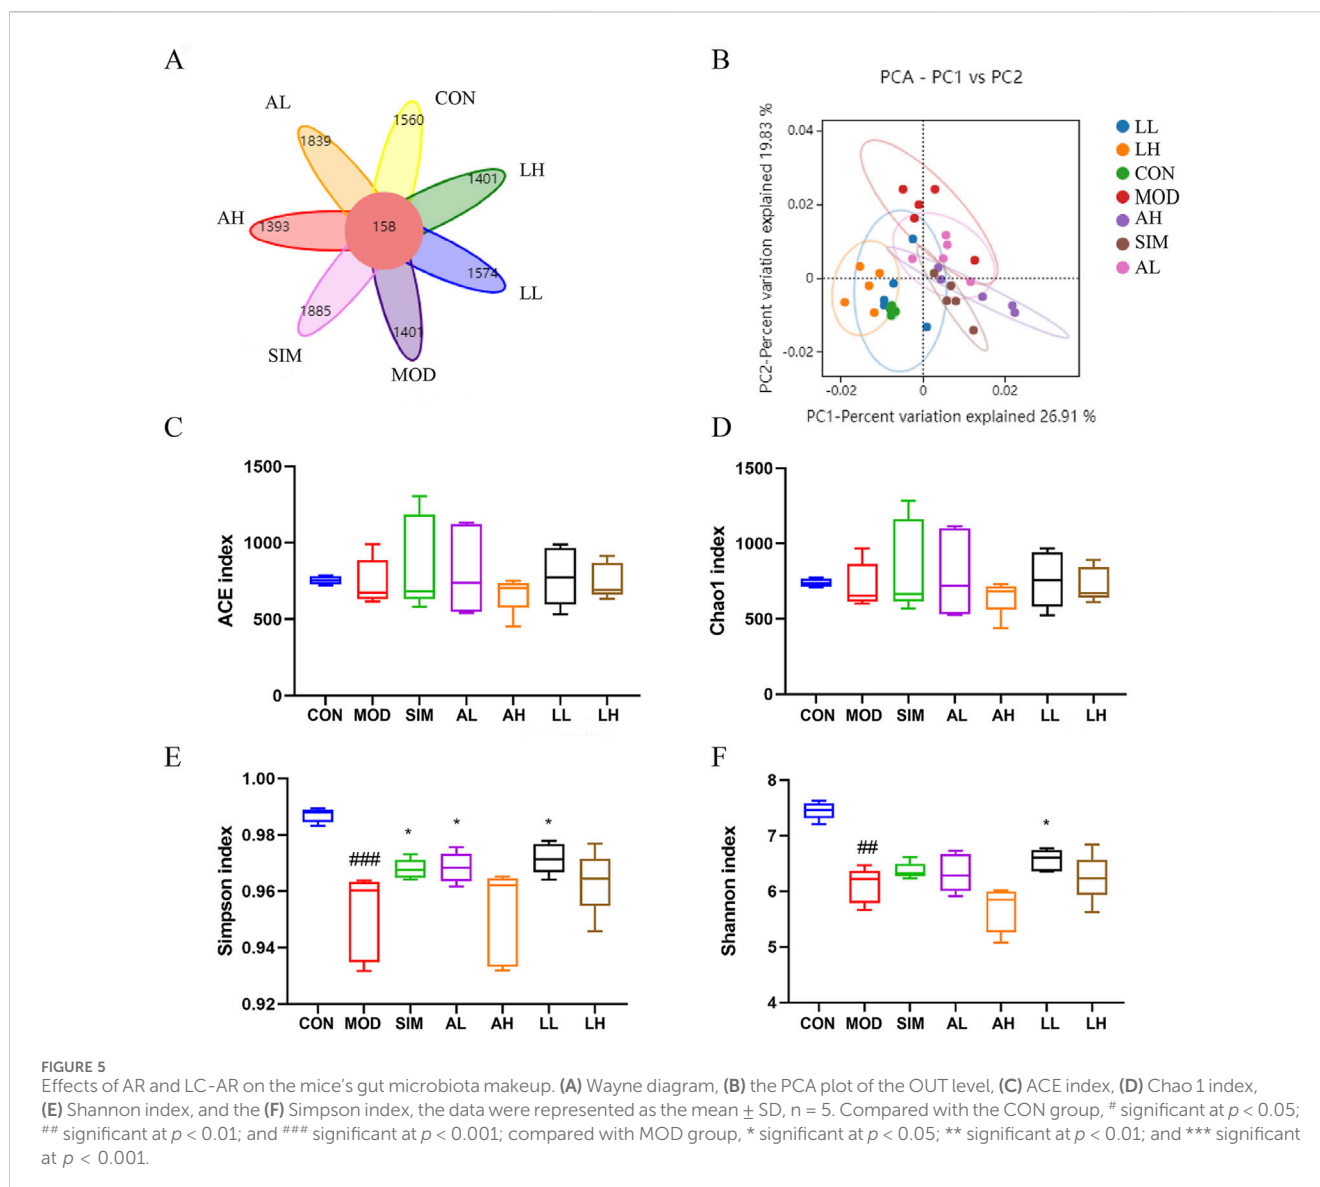 A
AL
CON
1839
1560
LH
1401
AH
1393
158
1574
LL
1885
1401
SIM
MOD
B
PCA - PC1 vs PC2
PC2-Percent variation explained 19.83 %
0.04
0.02
0
-0.02
-0.02
0
0.02
PC1-Percent variation explained 26.91 %
LL
LH
CON
MOD
AH
SIM
AL
C
ACE index
1500
1000
500
0
CON MOD SIM AL AH LL LH
D
Chao1 index
1500
1000
500
0
CON MOD SIM AL AH LL LH
E
Simpson index
1.00
0.98
0.96
0.94
0.92
###
*
*
*
CON MOD SIM AL AH LL LH
F
Shannon index
8
7
6
5
4
##
*
CON MOD SIM AL AH LL LH
FIGURE 5
Effects of AR and LC-AR on the mice's gut microbiota makeup. (A) Wayne diagram, (B) the PCA plot of the OUT level, (C) ACE index, (D) Chao 1 index,
(E) Shannon index, and the (F) Simpson index, the data were represented as the mean ± SD, n = 5. Compared with the CON group, # significant at p < 0.05;
## significant at p < 0.01; and ### significant at p < 0.001; compared with MOD group, * significant at p < 0.05; ** significant at p < 0.01; and *** significant
at p < 0.001.